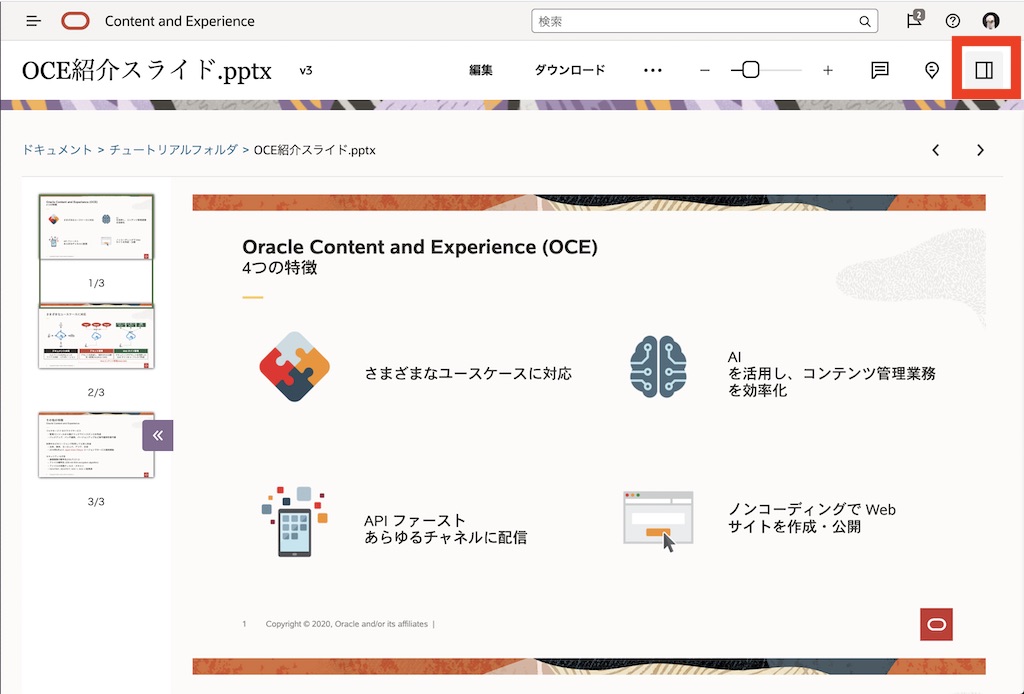 Content and Experience
検索
2
OCE紹介スライド.pptx
v3
編集
ダウンロード
ドキュメント > チュートリアルフォルダ > OCE紹介スライド.pptx
1/3
2/3
3/3
Oracle Content and Experience (OCE)
4つの特徴
さまざまなユースケースに対応
AI
を活用し、コンテンツ管理業務
を効率化
API ファースト
あらゆるチャネルに配信
ノンコーディングで Web
サイトを作成・公開
1 Copyright © 2020, Oracle and/or its affiliates |